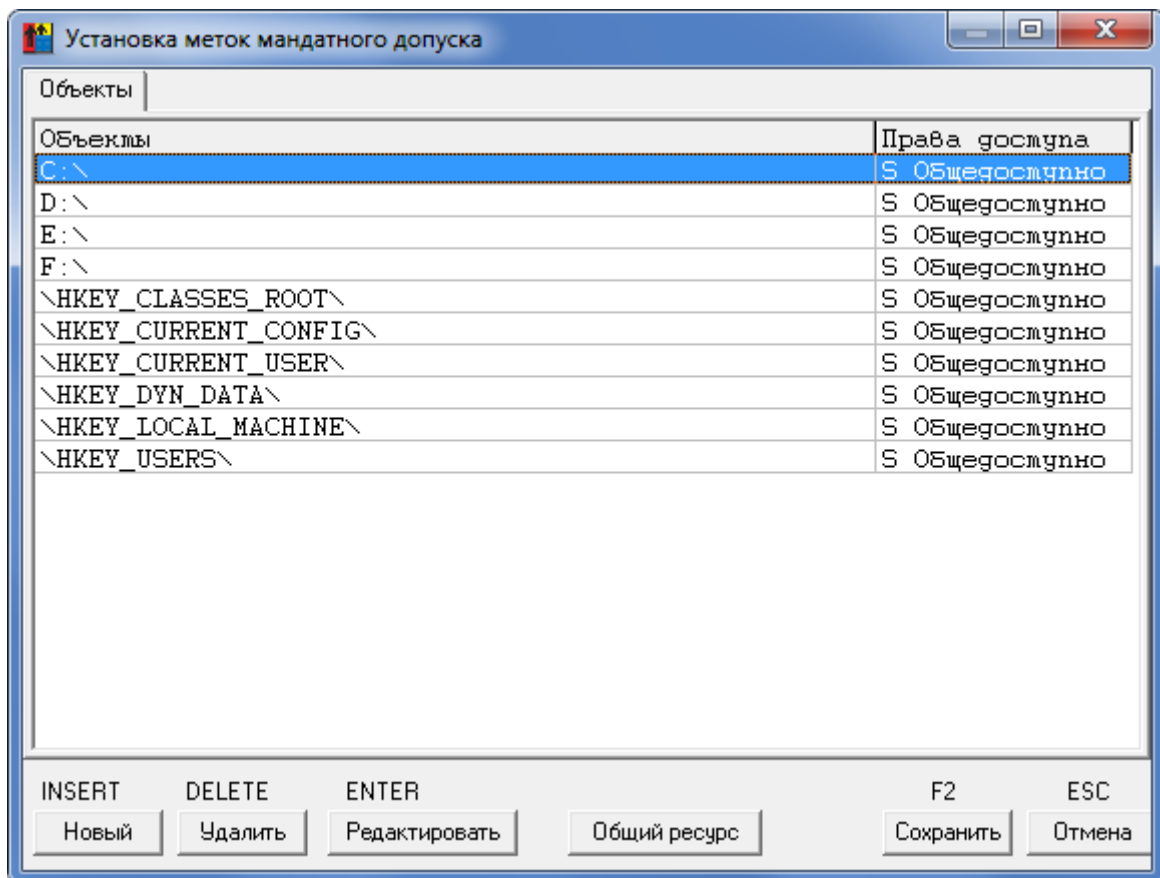 Установка меток мандатного допуска
Объекты
Объекты Права доступа
C:\ S Общедоступно
D:\ S Общедоступно
E:\ S Общедоступно
F:\ S Общедоступно
\HKEY_CLASSES_ROOT\ S Общедоступно
\HKEY_CURRENT_CONFIG\ S Общедоступно
\HKEY_CURRENT_USER\ S Общедоступно
\HKEY_DYN_DATA\ S Общедоступно
\HKEY_LOCAL_MACHINE\ S Общедоступно
\HKEY_USERS\ S Общедоступно
INSERT DELETE ENTER F2 ESC
Новый Удалить Редактировать Общий ресурс Сохранить Отмена